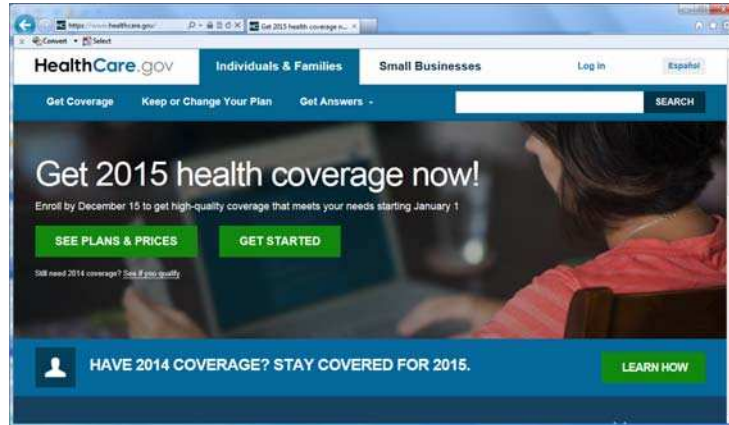 https://www.healthcare.gov/
Get 2015 health coverage n...
Convert Select
HealthCare.gov Individuals & Families Small Businesses Log in Español
Get Coverage Keep or Change Your Plan Get Answers SEARCH
Get 2015 health coverage now!
Enroll by December 15 to get high-quality coverage that meets your needs starting January 1
SEE PLANS & PRICES GET STARTED
Still need 2014 coverage? See if you qualify.
HAVE 2014 COVERAGE? STAY COVERED FOR 2015. LEARN HOW